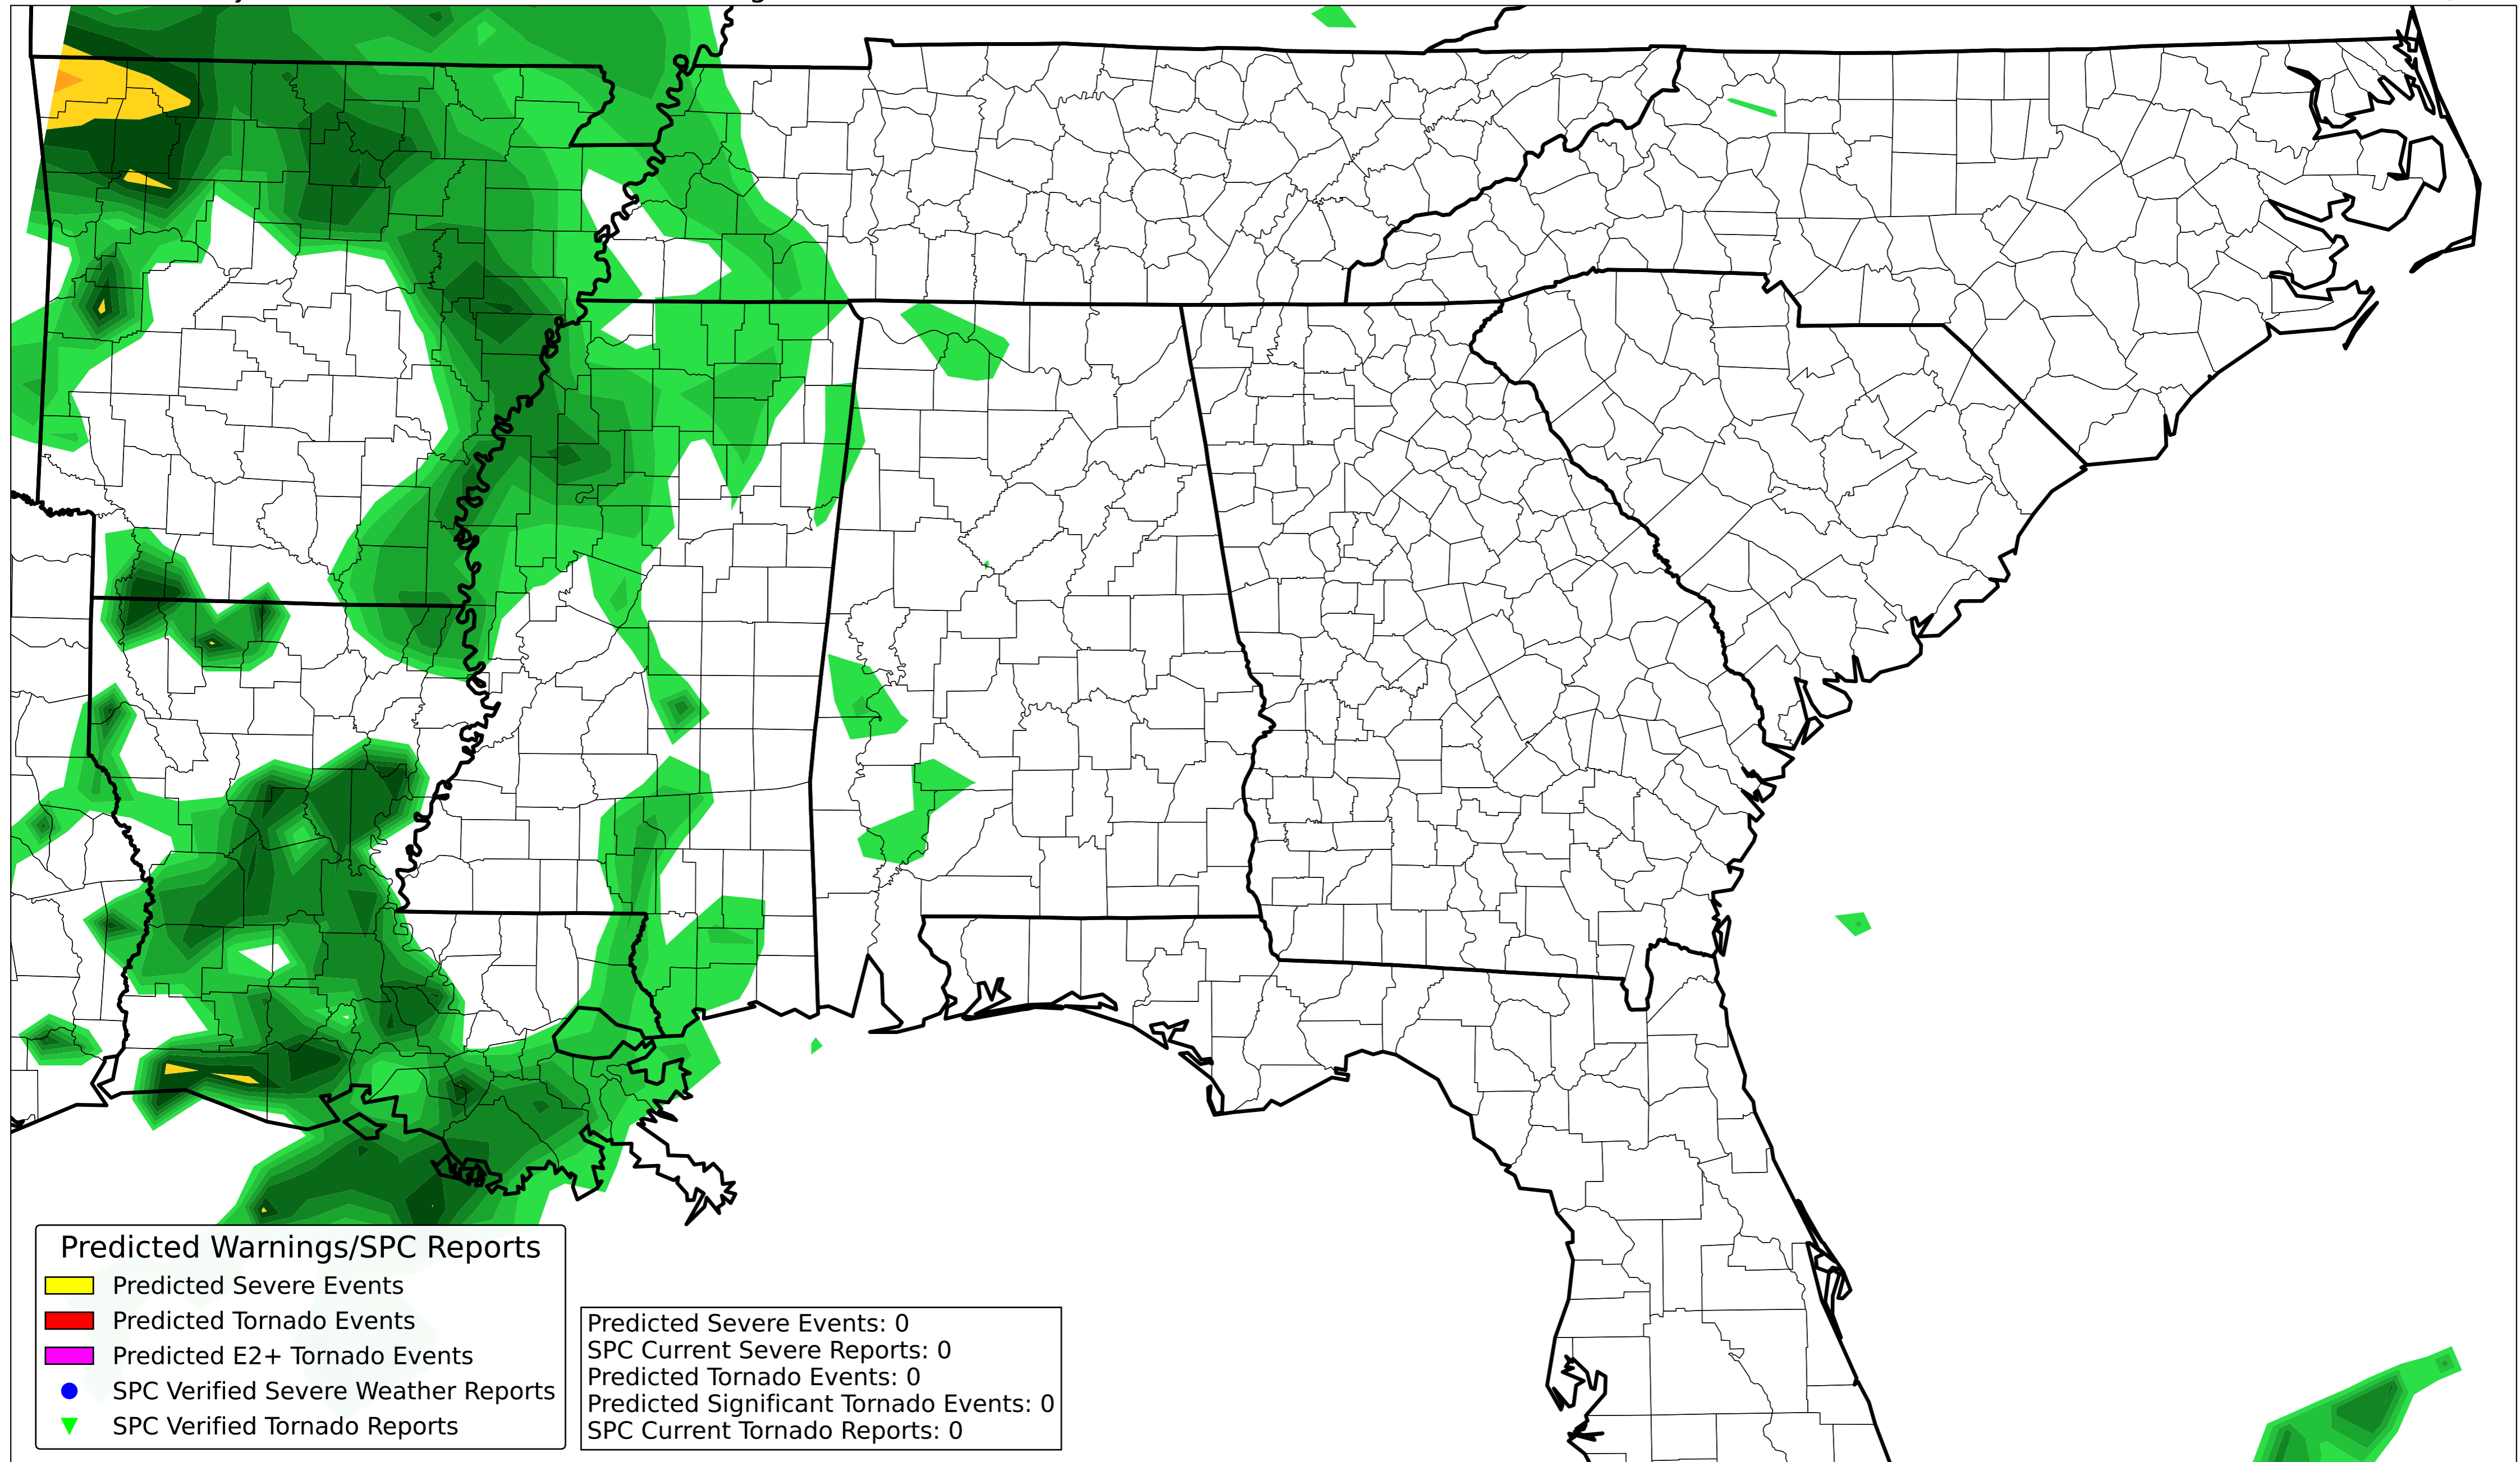 Predicted Warnings/SPC Reports
Predicted Severe Events
Predicted Tornado Events
Predicted E2+ Tornado Events
SPC Verified Severe Weather Reports
SPC Verified Tornado Reports
Predicted Severe Events: 0
SPC Current Severe Reports: 0
Predicted Tornado Events: 0
Predicted Significant Tornado Events: 0
SPC Current Tornado Reports: 0